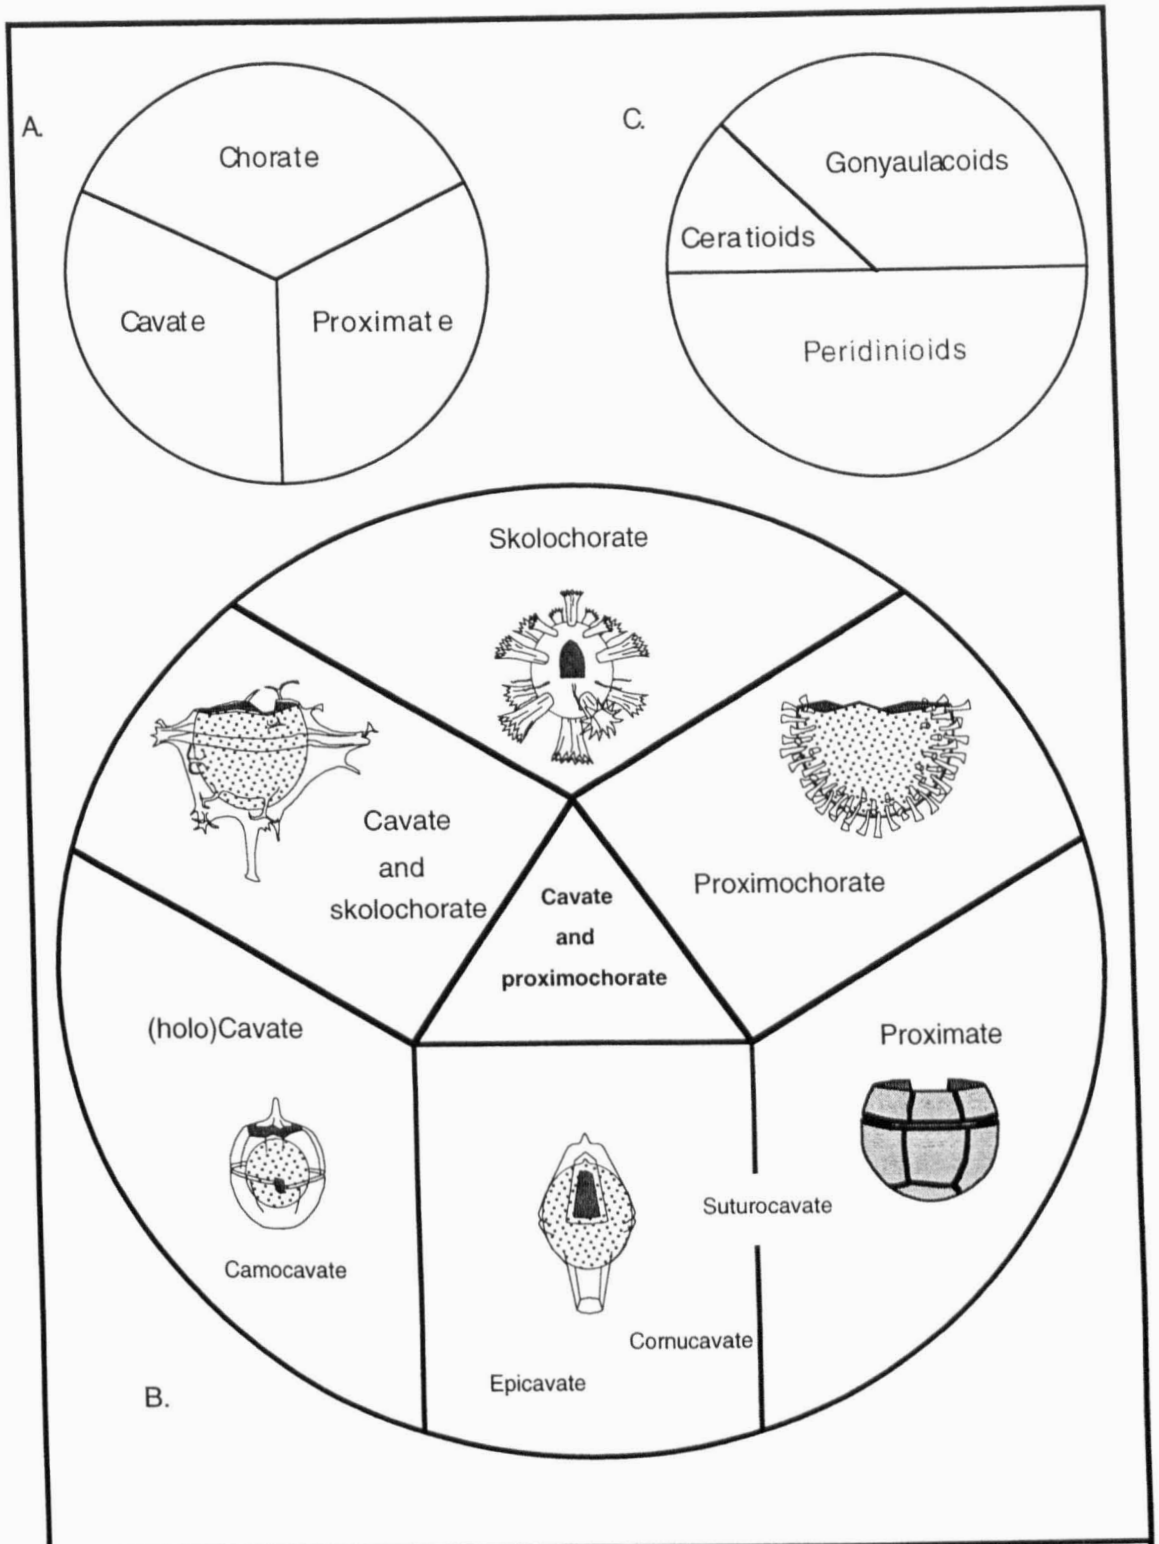 A.
Chorate
Cavate
Proximate
C.
Gonyaulacoids
Ceratioids
Peridinioids
Skolochorate
Cavate
and
skolochorate
Proximochorate
Cavate
and
proximochorate
(holo)Cavate
Camocavate
Proximate
Suturocavate
Cornucavate
Epicavate
B.